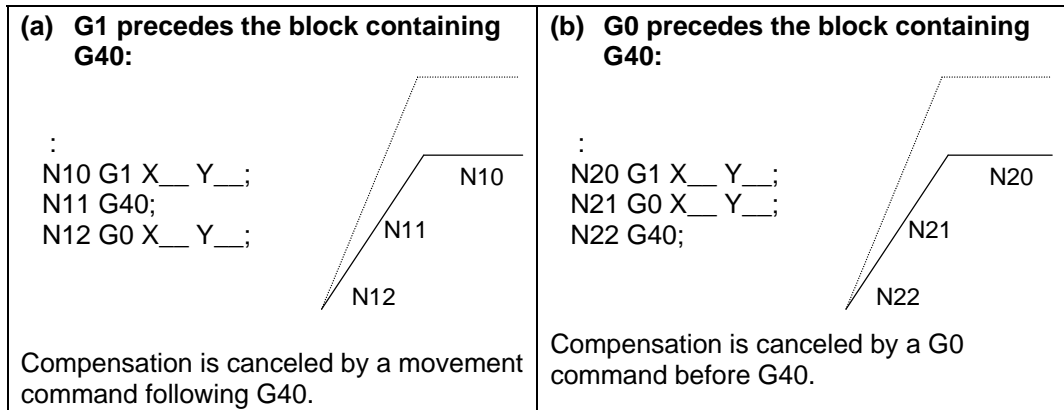 (a) G1 precedes the block containing
G40:
:
N10 G1 X__ Y__;
N11 G40;
N12 G0 X__ Y__;
N10
N11
N12
Compensation is canceled by a movement
command following G40.
(b) G0 precedes the block containing
G40:
:
N20 G1 X__ Y__;
N21 G0 X__ Y__;
N22 G40;
N20
N21
N22
Compensation is canceled by a G0
command before G40.